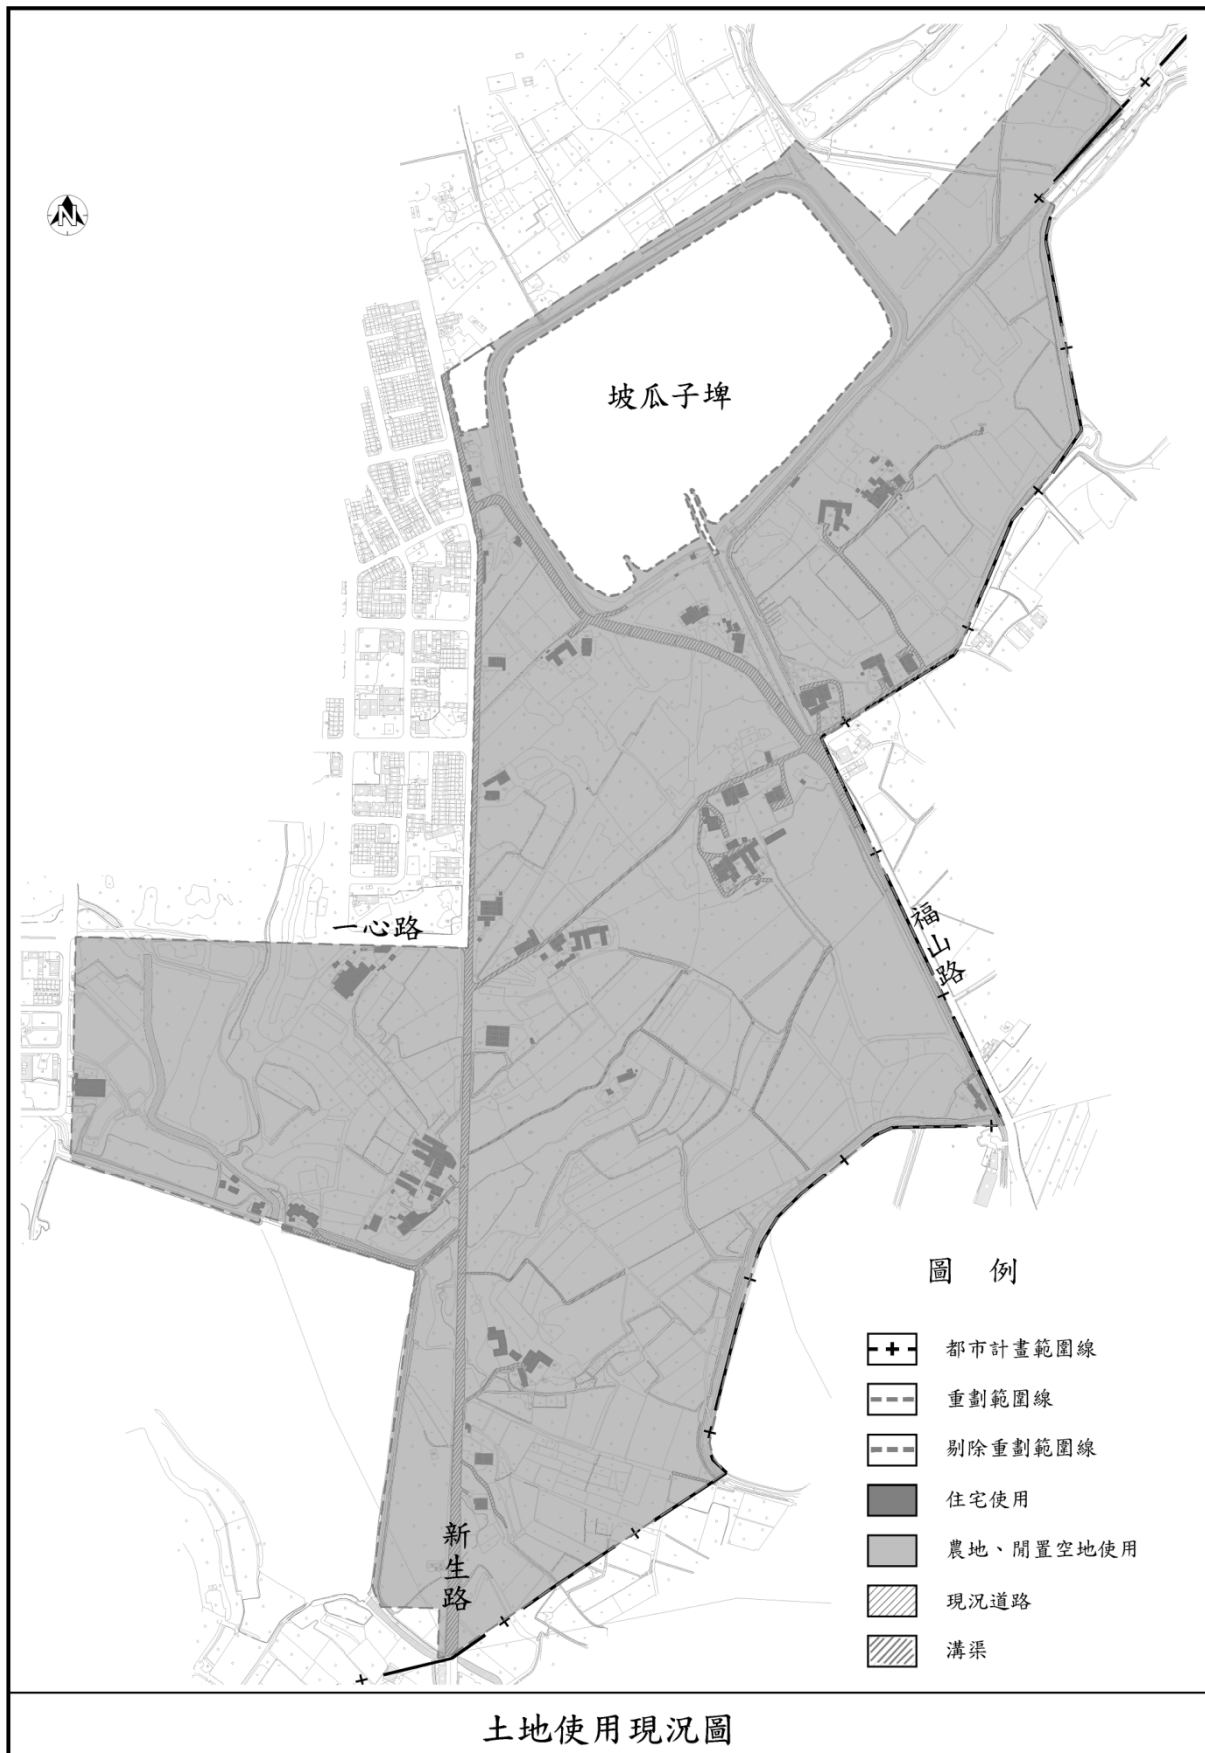 N
坡瓜子埤
一心路
福山路
新生路
圖 例
都市計畫範圍線
重劃範圍線
剔除重劃範圍線
住宅使用
農地、閒置空地使用
現況道路
溝渠
土地使用現況圖